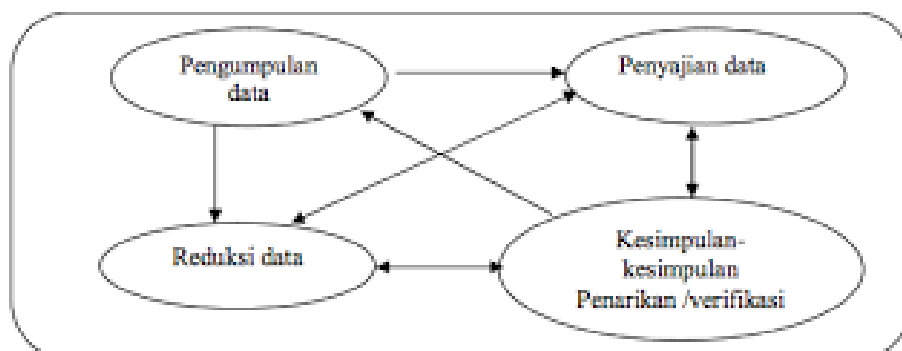 Pengumpulan
data
Penyajian data
Reduksi data
Kesimpulan-
kesimpulan
Penarikan /verifikasi